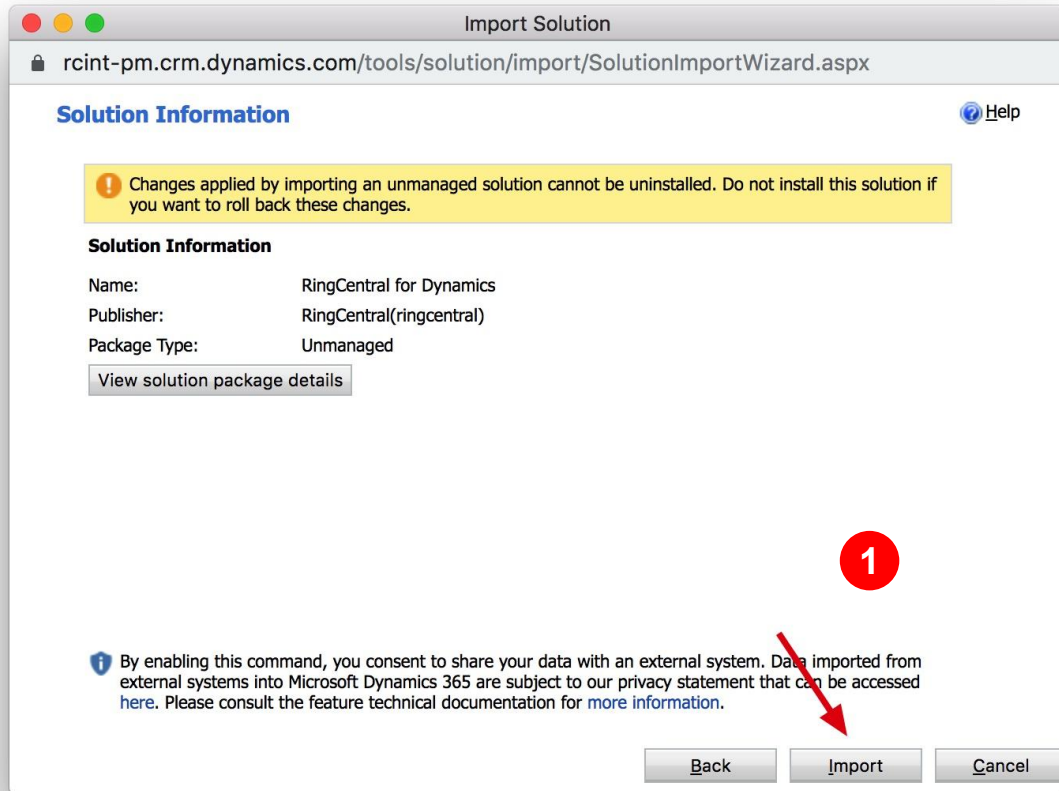 Import Solution
rcint-pm.crm.dynamics.com/tools/solution/import/SolutionImportWizard.aspx
Solution Information
Help
Changes applied by importing an unmanaged solution cannot be uninstalled. Do not install this solution if
you want to roll back these changes.
Solution Information
Name: RingCentral for Dynamics
Publisher: RingCentral(ringcentral)
Package Type: Unmanaged
View solution package details
1
By enabling this command, you consent to share your data with an external system. Data imported from
external systems into Microsoft Dynamics 365 are subject to our privacy statement that can be accessed
here. Please consult the feature technical documentation for more information.
Back Import Cancel